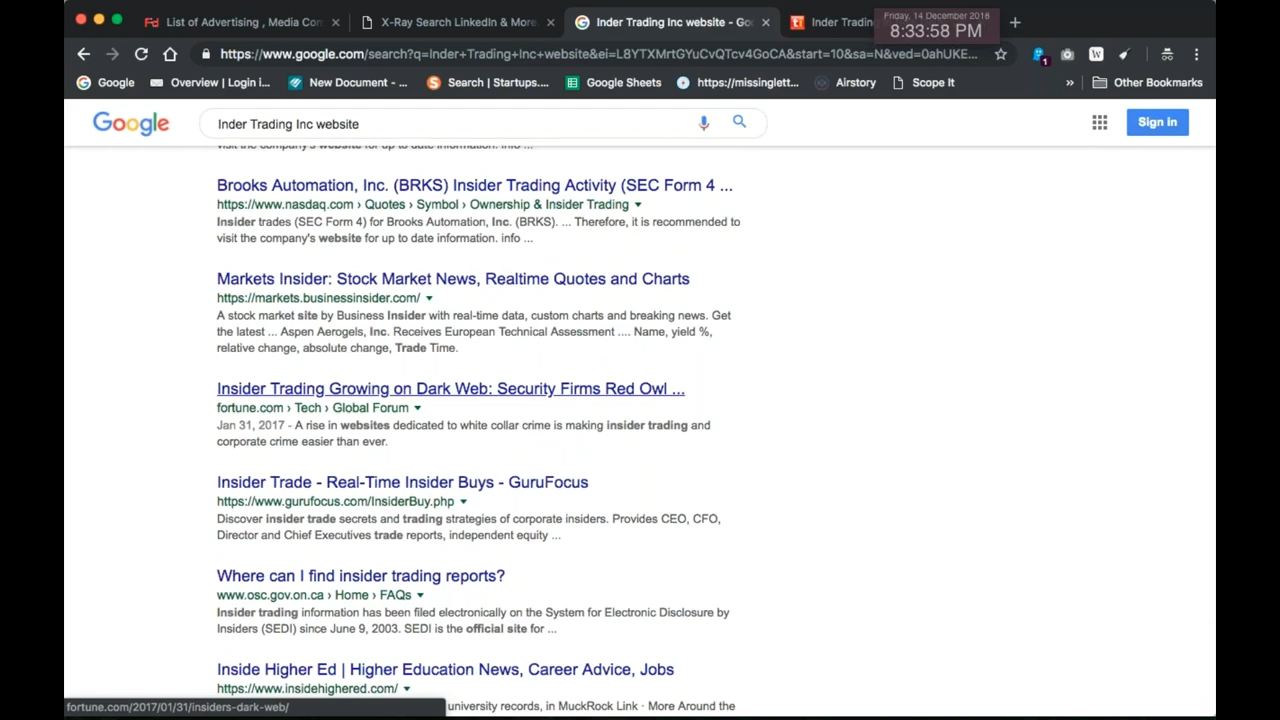 List of Advertising , Media Con
X-Ray Search LinkedIn & More.
Inder Trading Inc website - Go
Inder Tradin
Friday, 14 December 2018
8:33:58 PM
https://www.google.com/search?q=Inder+Trading+Inc+website&ei=L8YTXMrtGYuCvQTcv4GoCA&start=10&sa=N&ved=0ahUKE...
1
Google
Overview | Login i...
New Document - ...
Search | Startups...
Google Sheets
https://missinglett...
Airstory
Scope It
»
Other Bookmarks
Google
Inder Trading Inc website
Sign in
visit the company's website for up to date information. info ...
Brooks Automation, Inc. (BRKS) Insider Trading Activity (SEC Form 4 ...
https://www.nasdaq.com › Quotes › Symbol › Ownership & Insider Trading
Insider trades (SEC Form 4) for Brooks Automation, Inc. (BRKS). ... Therefore, it is recommended to
visit the company's website for up to date information. info ...
Markets Insider: Stock Market News, Realtime Quotes and Charts
https://markets.businessinsider.com/
A stock market site by Business Insider with real-time data, custom charts and breaking news. Get
the latest ... Aspen Aerogels, Inc. Receives European Technical Assessment .... Name, yield %,
relative change, absolute change, Trade Time.
Insider Trading Growing on Dark Web: Security Firms Red Owl ...
fortune.com › Tech › Global Forum
Jan 31, 2017 - A rise in websites dedicated to white collar crime is making insider trading and
corporate crime easier than ever.
Insider Trade - Real-Time Insider Buys - GuruFocus
https://www.gurufocus.com/InsiderBuy.php
Discover insider trade secrets and trading strategies of corporate insiders. Provides CEO, CFO,
Director and Chief Executives trade reports, independent equity ...
Where can I find insider trading reports?
www.osc.gov.on.ca › Home › FAQs
Insider trading information has been filed electronically on the System for Electronic Disclosure by
Insiders (SEDI) since June 9, 2003. SEDI is the official site for ...
Inside Higher Ed | Higher Education News, Career Advice, Jobs
https://www.insidehighered.com/
university records, in MuckRock Link · More Around the
fortune.com/2017/01/31/insiders-dark-web/